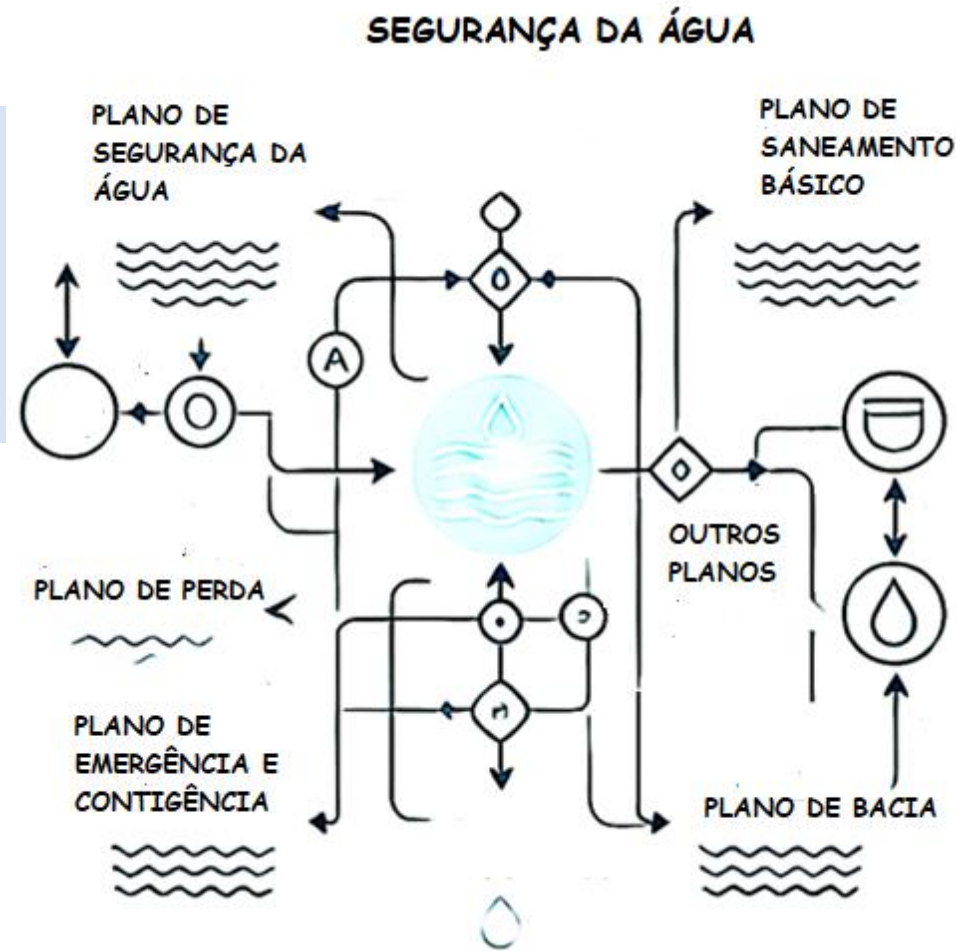 SEGURANÇA DA ÁGUA
PLANO DE
SEGURANÇA DA
ÁGUA
PLANO DE
SANEAMENTO
BÁSICO
A
OUTROS
PLANOS
PLANO DE PERDA
PLANO DE
EMERGÊNCIA E
CONTIGÊNCIA
PLANO DE BACIA